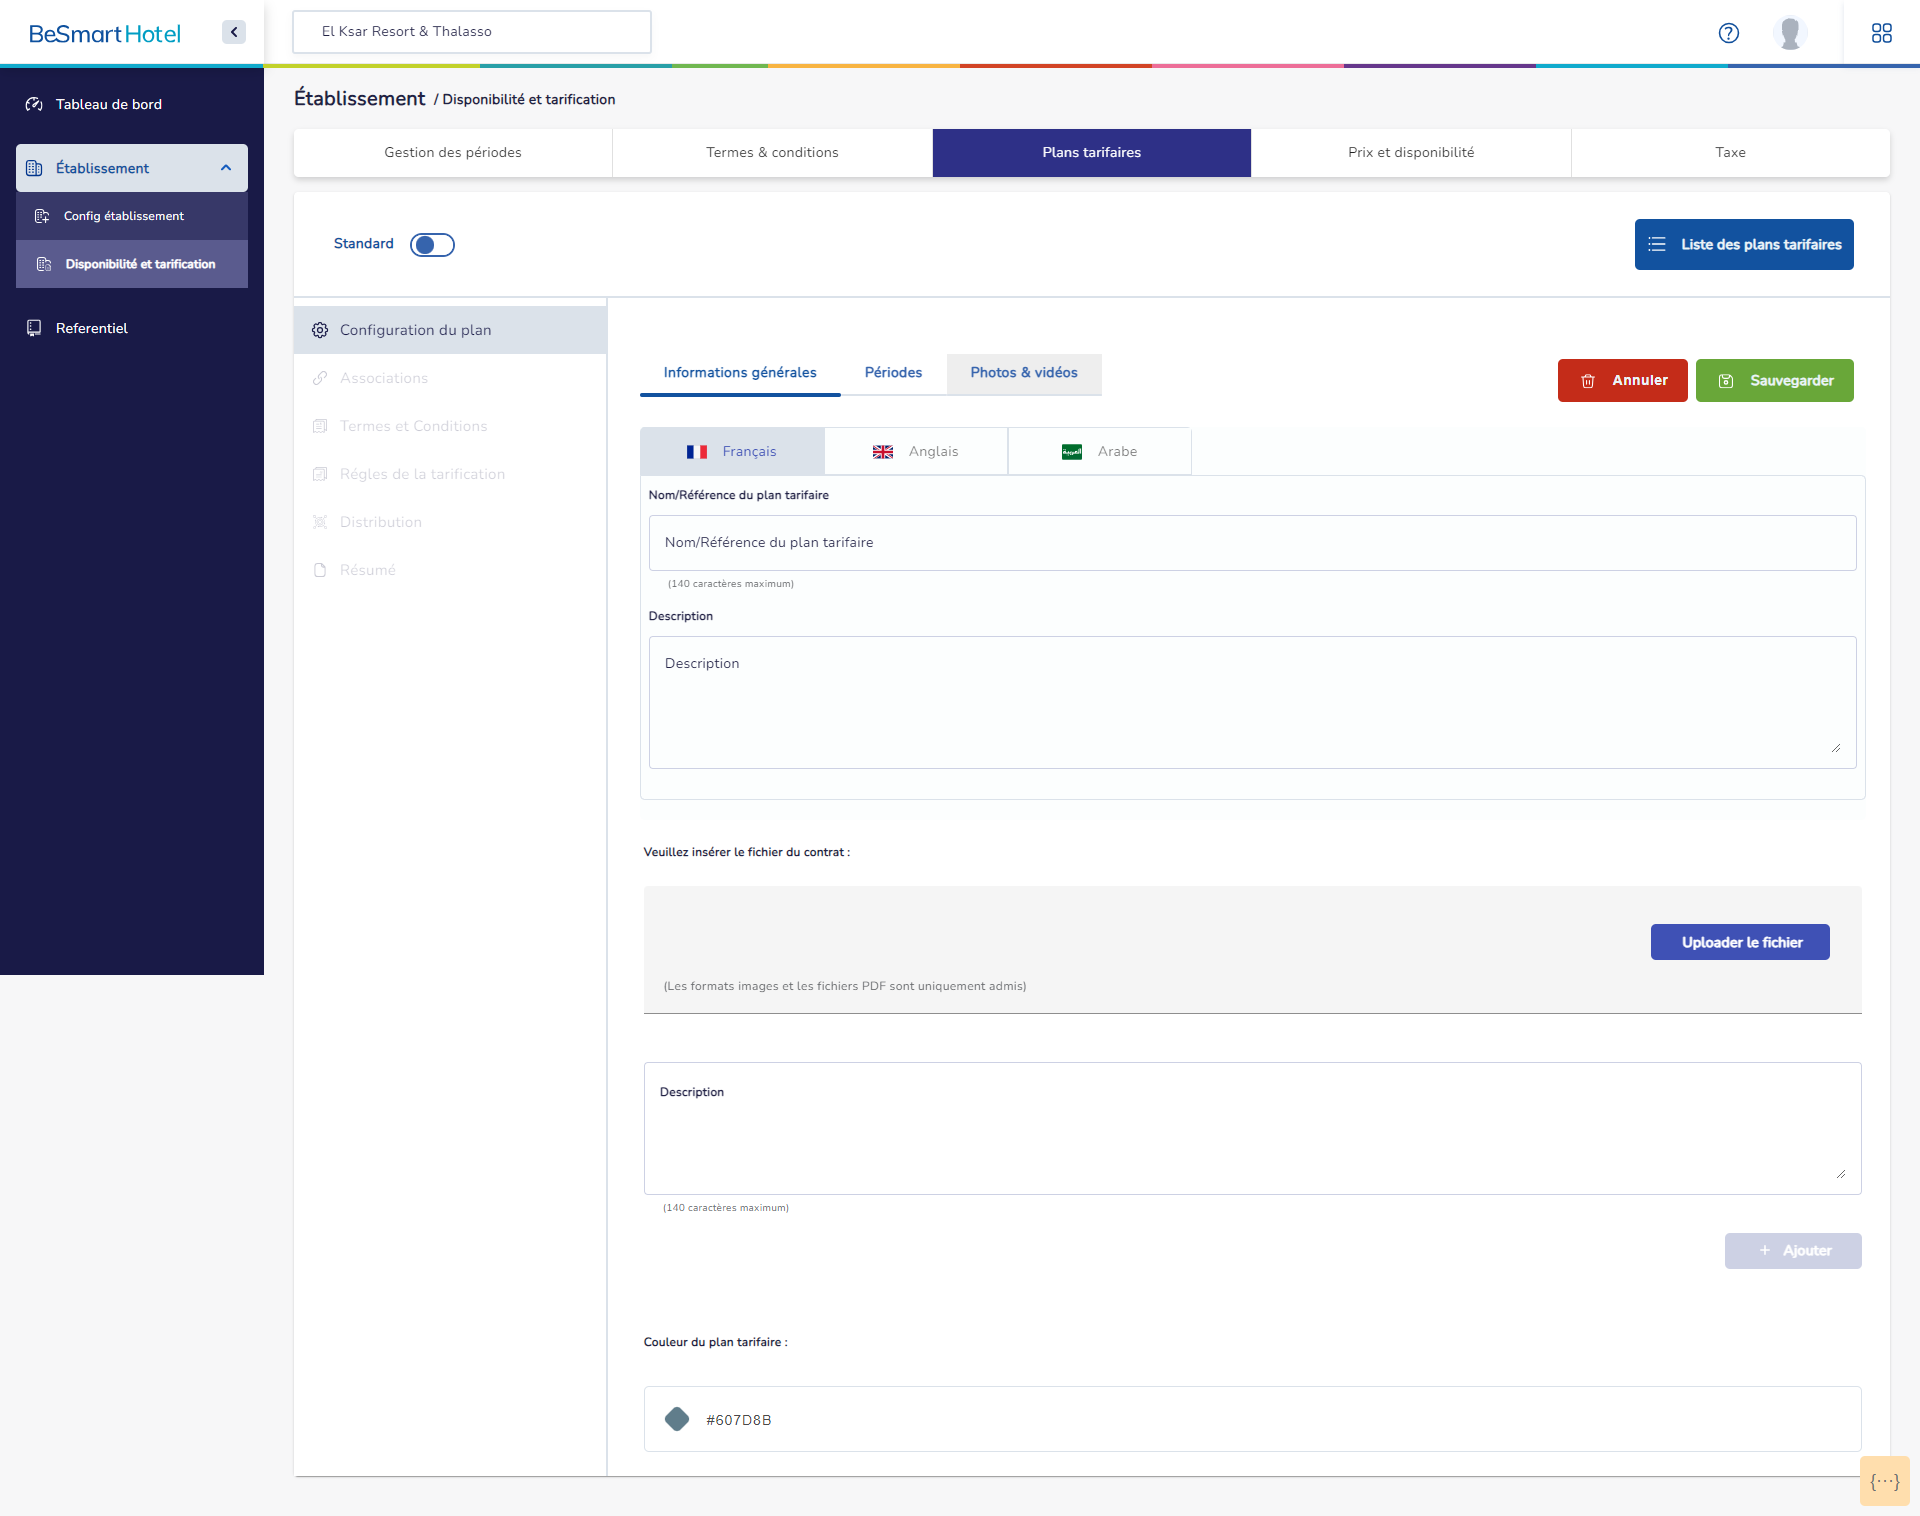 BeSmart Hotel
El Ksar Resort & Thalasso
Tableau de bord
Établissement
Config établissement
Disponibilité et tarification
Referentiel
Établissement / Disponibilité et tarification
Gestion des périodes
Termes & conditions
Plans tarifaires
Prix et disponibilité
Taxe
Standard
Liste des plans tarifaires
Configuration du plan
Associations
Termes et Conditions
Régles de la tarification
Distribution
Résumé
Informations générales
Périodes
Photos & vidéos
Annuler
Sauvegarder
Français
Anglais
العربية
Arabe
Nom/Référence du plan tarifaire
Nom/Référence du plan tarifaire
(140 caractères maximum)
Description
Description
Veuillez insérer le fichier du contrat :
Uploader le fichier
(Les formats images et les fichiers PDF sont uniquement admis)
Description
(140 caractères maximum)
+ Ajouter
Couleur du plan tarifaire :
#607D8B
{···}